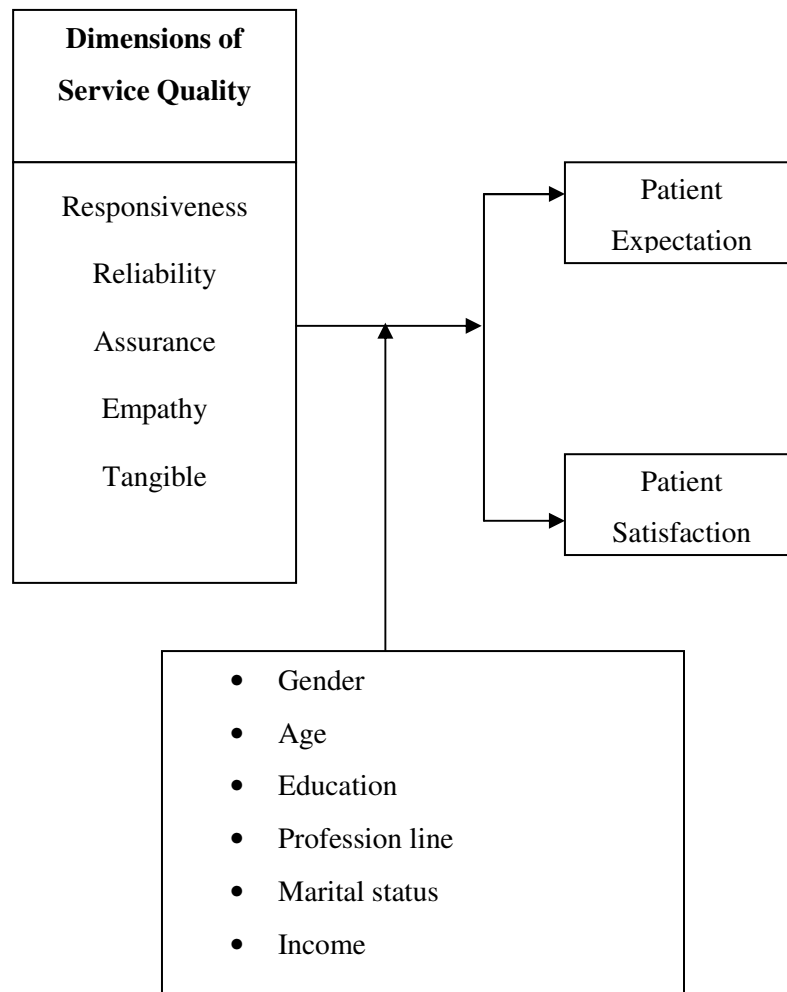 Dimensions of
Service Quality
Responsiveness
Reliability
Assurance
Empathy
Tangible
Patient
Expectation
Patient
Satisfaction
• Gender
• Age
• Education
• Profession line
• Marital status
• Income